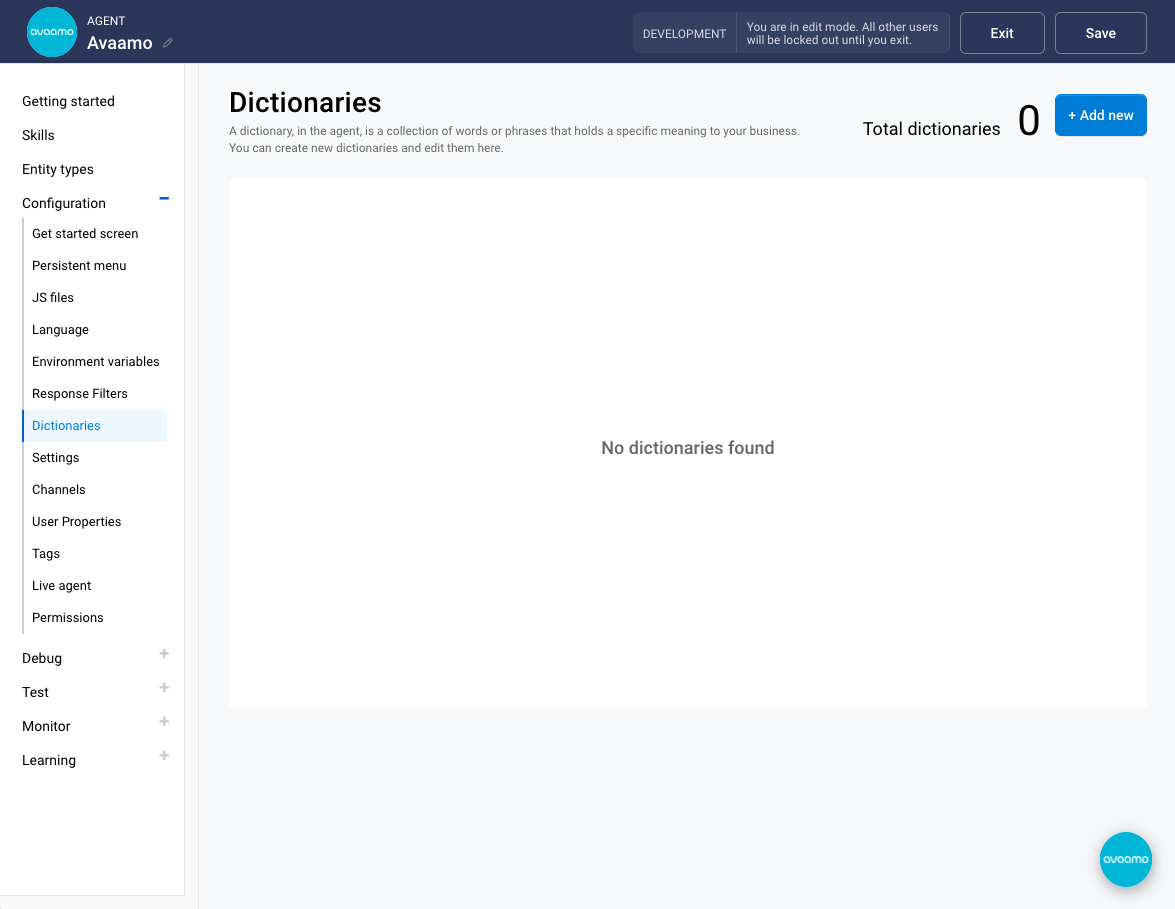 avaamo
AGENT
Avaamo
DEVELOPMENT
You are in edit mode. All other users
will be locked out until you exit.
Exit
Save
Getting started
Skills
Entity types
Configuration
Get started screen
Persistent menu
JS files
Language
Environment variables
Response Filters
Dictionaries
Settings
Channels
User Properties
Tags
Live agent
Permissions
Debug
Test
Monitor
Learning
Dictionaries
A dictionary, in the agent, is a collection of words or phrases that holds a specific meaning to your business.
You can create new dictionaries and edit them here.
Total dictionaries 0
+ Add new
No dictionaries found
avaamo